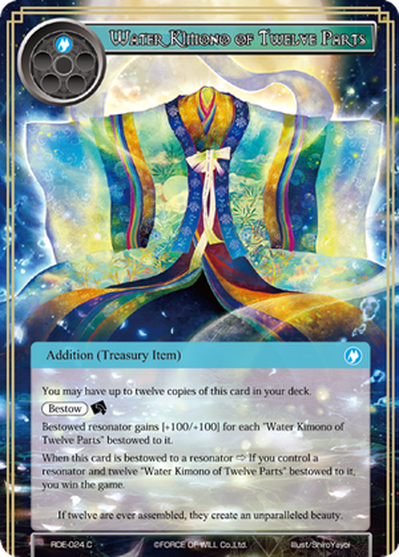 Water Kimono of Twelve Parts
Addition (Treasury Item)
You may have up to twelve copies of this card in your deck.
Bestow
Bestowed resonator gains [+100/+100] for each "Water Kimono of
Twelve Parts" bestowed to it.
When this card is bestowed to a resonator ⇨ If you control a
resonator and twelve "Water Kimono of Twelve Parts" bestowed to it,
you win the game.
If twelve are ever assembled, they create an unparalleled beauty.
RDE-024 C ©FORCE OF WILL Co.,Ltd. Illust/ShiroYayoi